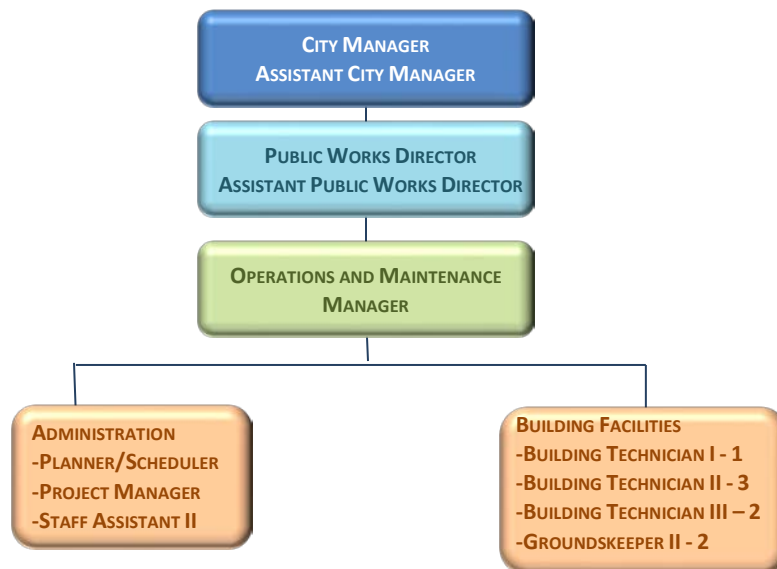 City Manager
Assistant City Manager
Public Works Director
Assistant Public Works Director
Operations and Maintenance
Manager
Administration
-Planner/Scheduler
-Project Manager
-Staff Assistant II
Building Facilities
-Building Technician I - 1
-Building Technician II - 3
-Building Technician III – 2
-Groundskeeper II - 2